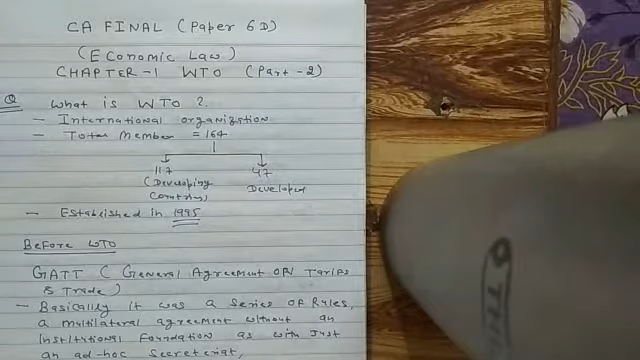 CA FINAL (Paper 6D)
(Economic Law)
CHAPTER-1 WTO (Part-2)
Q What is WTO ?
- International organization
- Total member = 164
117 47
(Developing Developed
Countries)
- Established in 1995
Before WTO
GATT ( General Agreement ON Tarifs
& Trade )
- Basically it was a series of Rules,
a multilateral agreement without an
institutional foundation as with Just
an ad-hoc secretariat,